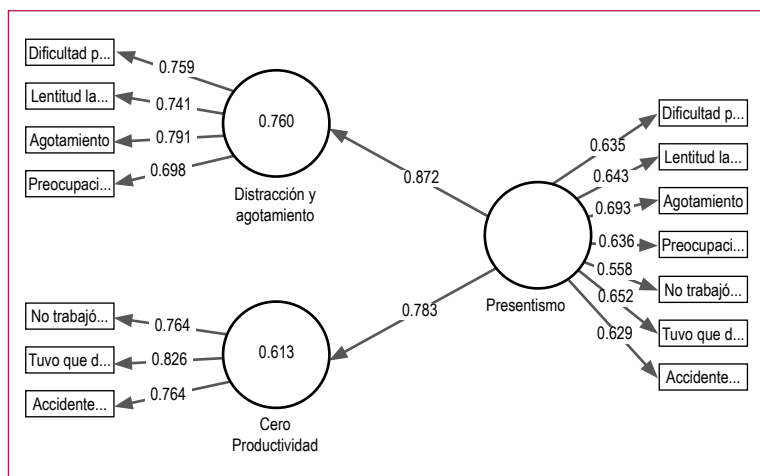 Dificultad p...
0.759
Lentitud la...
0.741
Agotamiento
0.791
Preocupaci...
0.698
0.760
Distracción y
agotamiento
0.872
No trabajó...
0.764
Tuvo que d...
0.826
Accidente...
0.764
0.613
Cero
Productividad
0.783
Presentismo
Dificultad p...
0.635
Lentitud la...
0.643
Agotamiento
0.693
Preocupaci...
0.636
No trabajó...
0.558
Tuvo que d...
0.652
Accidente...
0.629